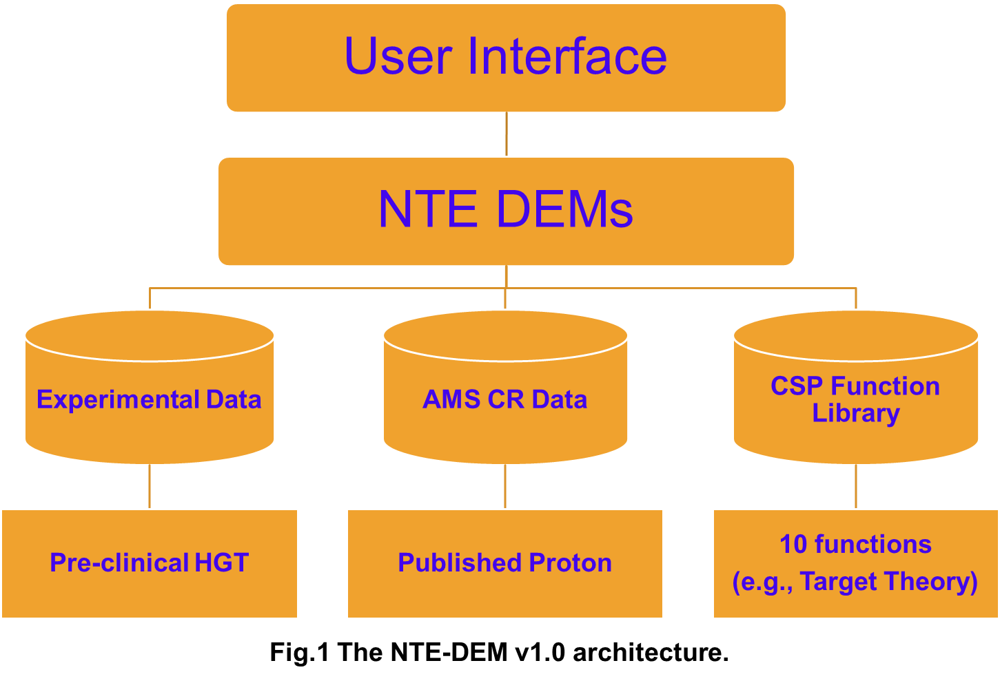 User Interface
NTE DEMs
Experimental Data
AMS CR Data
CSP Function
Library
Pre-clinical HGT
Published Proton
10 functions
(e.g., Target Theory)
Fig.1 The NTE-DEM v1.0 architecture.